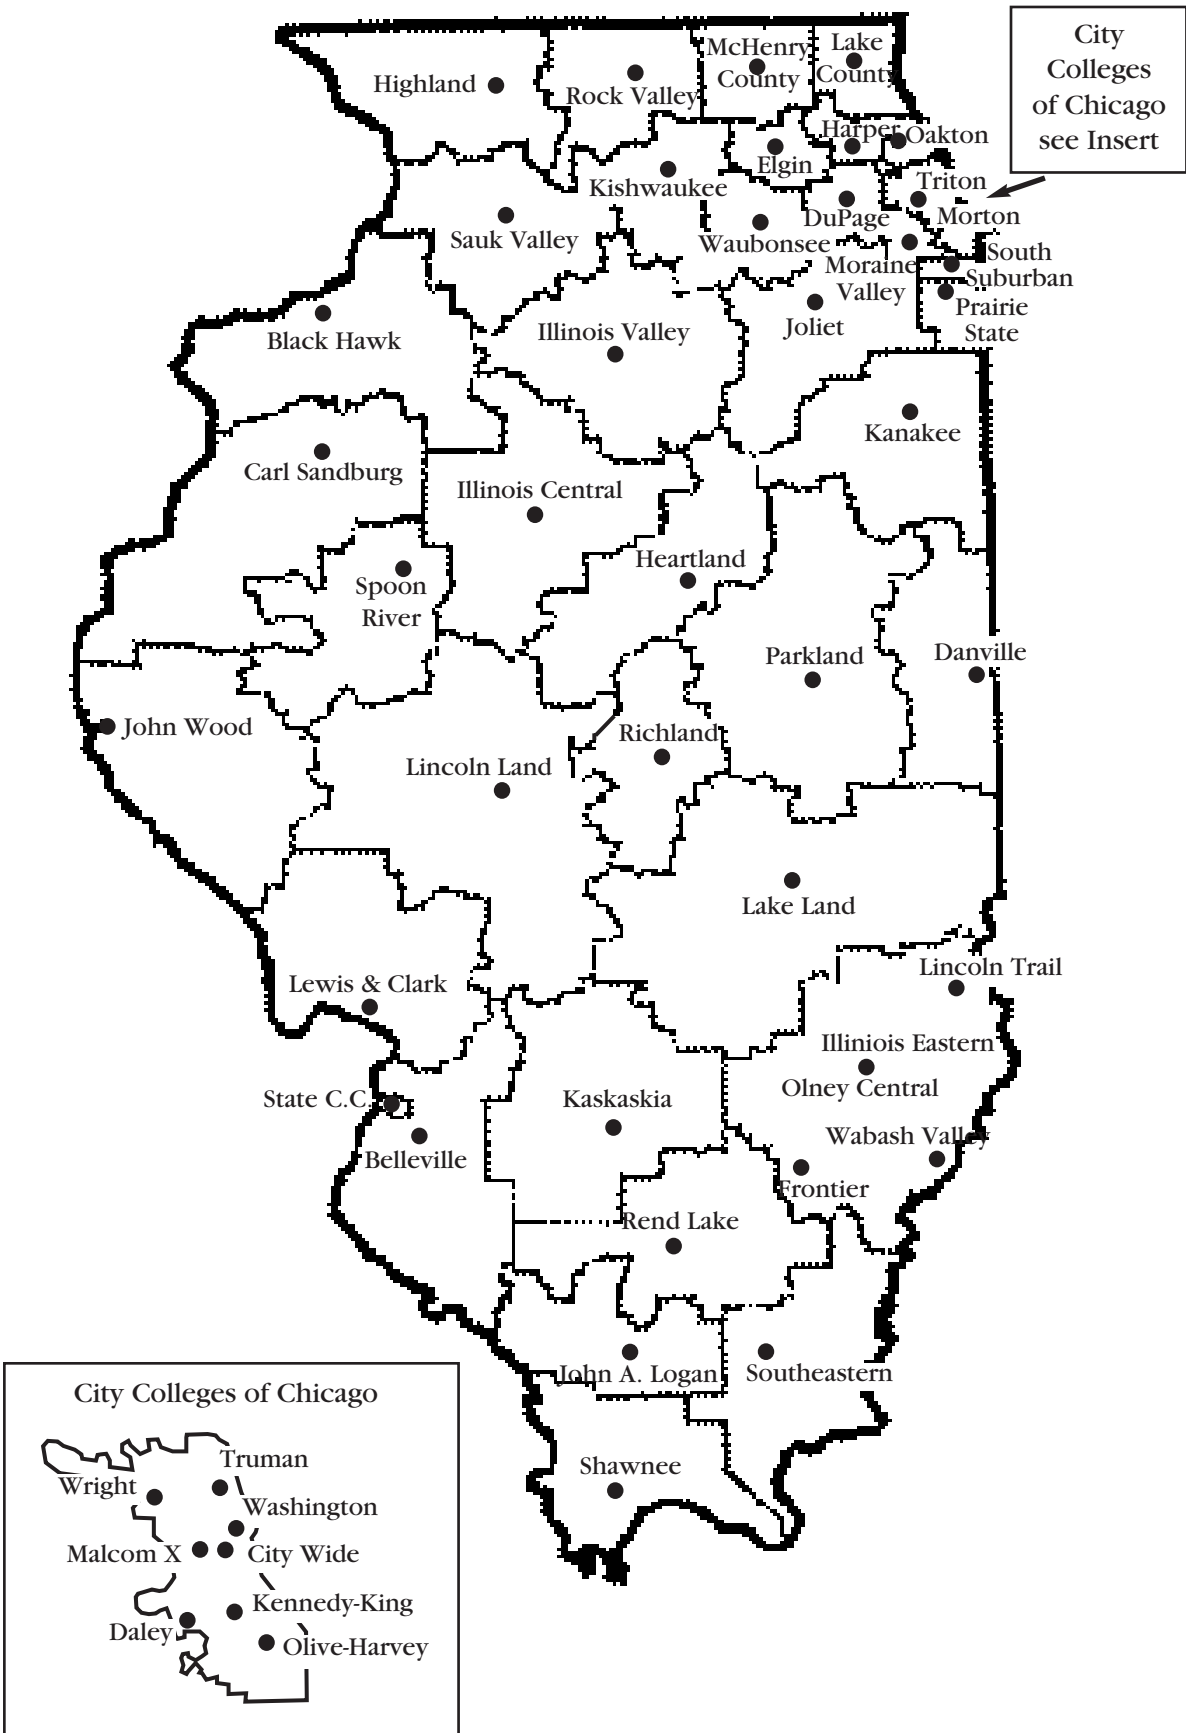 City
Colleges
of Chicago
see Insert
McHenry
County
Lake
County
Highland
Rock Valley
Harper
Oakton
Elgin
Kishwaukee
Triton
DuPage
Morton
Sauk Valley
Waubonsee
South
Suburban
Moraine
Valley
Prairie
State
Black Hawk
Illinois Valley
Joliet
Kanakee
Carl Sandburg
Illinois Central
Heartland
Spoon
River
Parkland
Danville
John Wood
Richland
Lincoln Land
Lake Land
Lincoln Trail
Lewis & Clark
Illiniois Eastern
Olney Central
State C.C.
Kaskaskia
Wabash Valley
Belleville
Frontier
Rend Lake
John A. Logan
Southeastern
Shawnee
City Colleges of Chicago
Truman
Wright
Washington
Malcom X
City Wide
Kennedy-King
Daley
Olive-Harvey